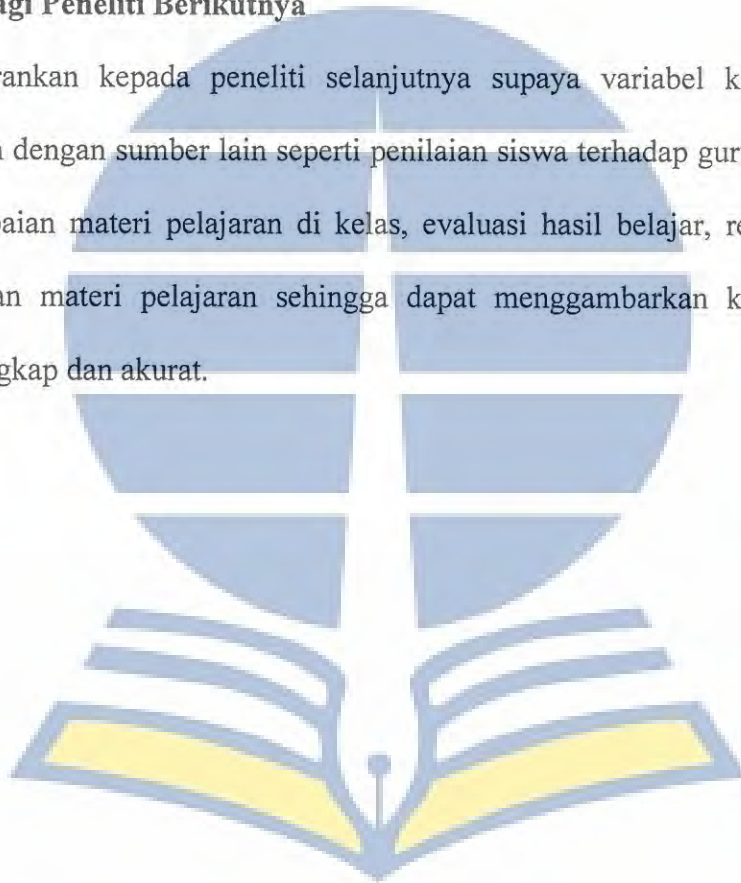 agi Peneliti Berikutnya
rankan kepada peneliti selanjutnya supaya variabel k
n dengan sumber lain seperti penilaian siswa terhadap gur
aian materi pelajaran di kelas, evaluasi hasil belajar, re
an materi pelajaran sehingga dapat menggambarkan k
gkap dan akurat.